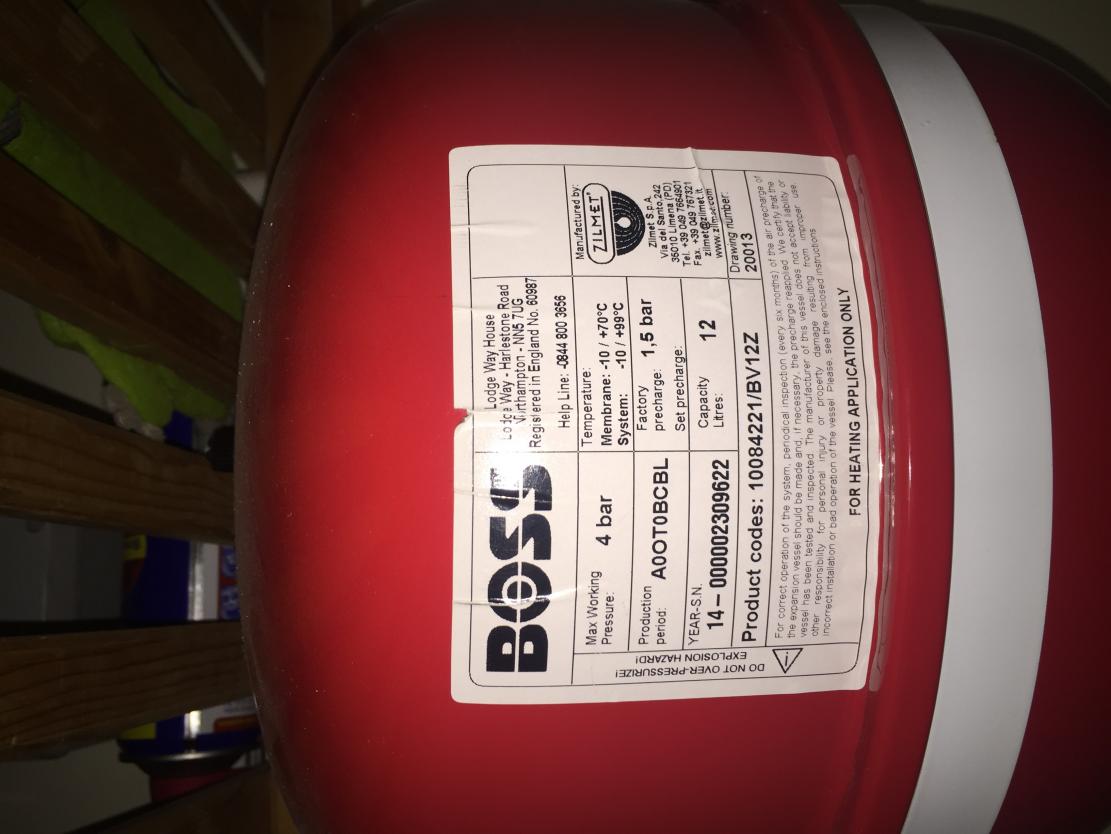 BOSS
Lodge Way House
Lodge Way - Harlestone Road
Northampton - NN5 7UG
Registered in England No. 60987
Help Line: 0844 800 3656
Manufactured by:
ZILMET
Zilmet S.p.A.
Via del Santo,242
35010 Limena (PD)
Tel. +39 049 7664901
Fax. +39 049 767321
zilmet@zilmet.it
www.zilmet.com
Drawing number:
20013
Max Working
Pressure: 4 bar
Temperature:
Membrane: -10 / +70°C
System: -10 / +99°C
Production
period: A0OT0BCBL
Factory
precharge: 1,5 bar
Set precharge:
YEAR-S.N.
14 – 000002309622
Capacity
Litres: 12
Product codes: 10084221/BV12Z
DO NOT OVER-PRESSURIZE!
EXPLOSION HAZARD!
For correct operation of the system, periodical inspection (every six months) of the air precharge of
the expansion vessel should be made and, if necessary, the precharge reapplied. We certify that the
vessel has been tested and inspected. The manufacturer of this vessel does not accept liability or
other responsibility for personal injury or property damage resulting from improper use,
incorrect installation or bad operation of the vessel. Please, see the enclosed instructions
FOR HEATING APPLICATION ONLY